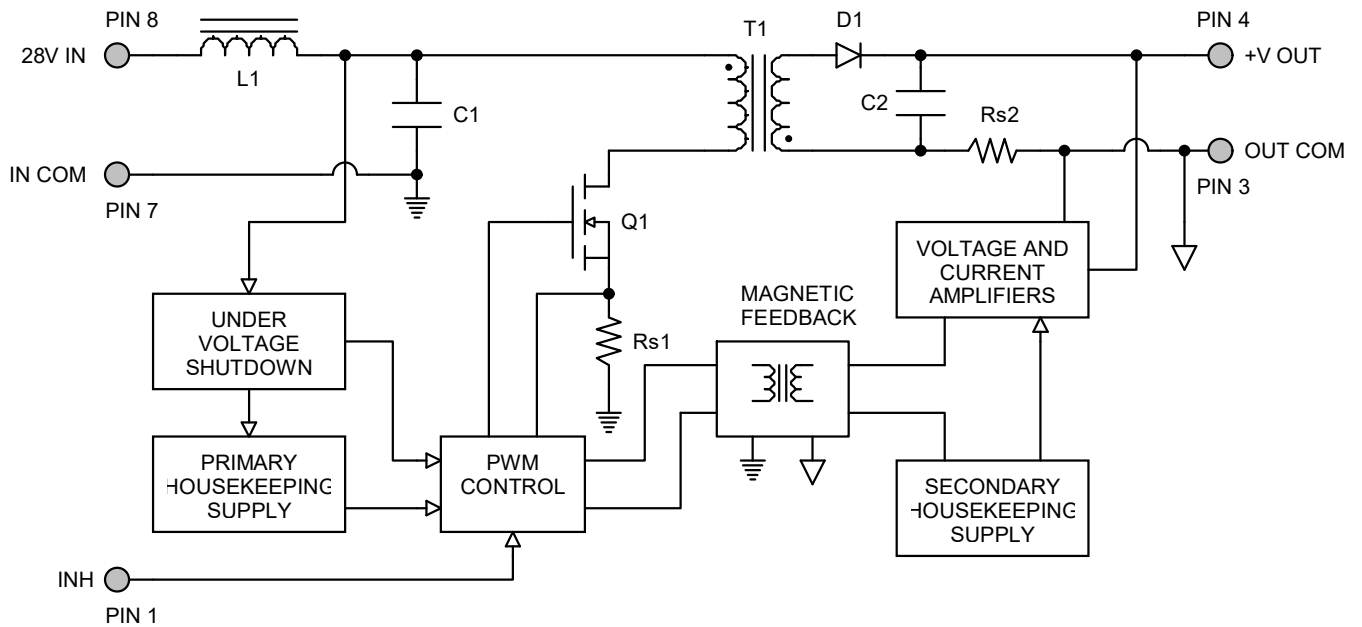 PIN 8
28V IN
L1
C1
IN COM
PIN 7
T1
D1
C2
Rs2
PIN 4
+V OUT
OUT COM
PIN 3
Q1
Rs1
UNDER
VOLTAGE
SHUTDOWN
PRIMARY
HOUSEKEEPING
SUPPLY
PWM
CONTROL
MAGNETIC
FEEDBACK
VOLTAGE AND
CURRENT
AMPLIFIERS
SECONDARY
HOUSEKEEPING
SUPPLY
INH
PIN 1